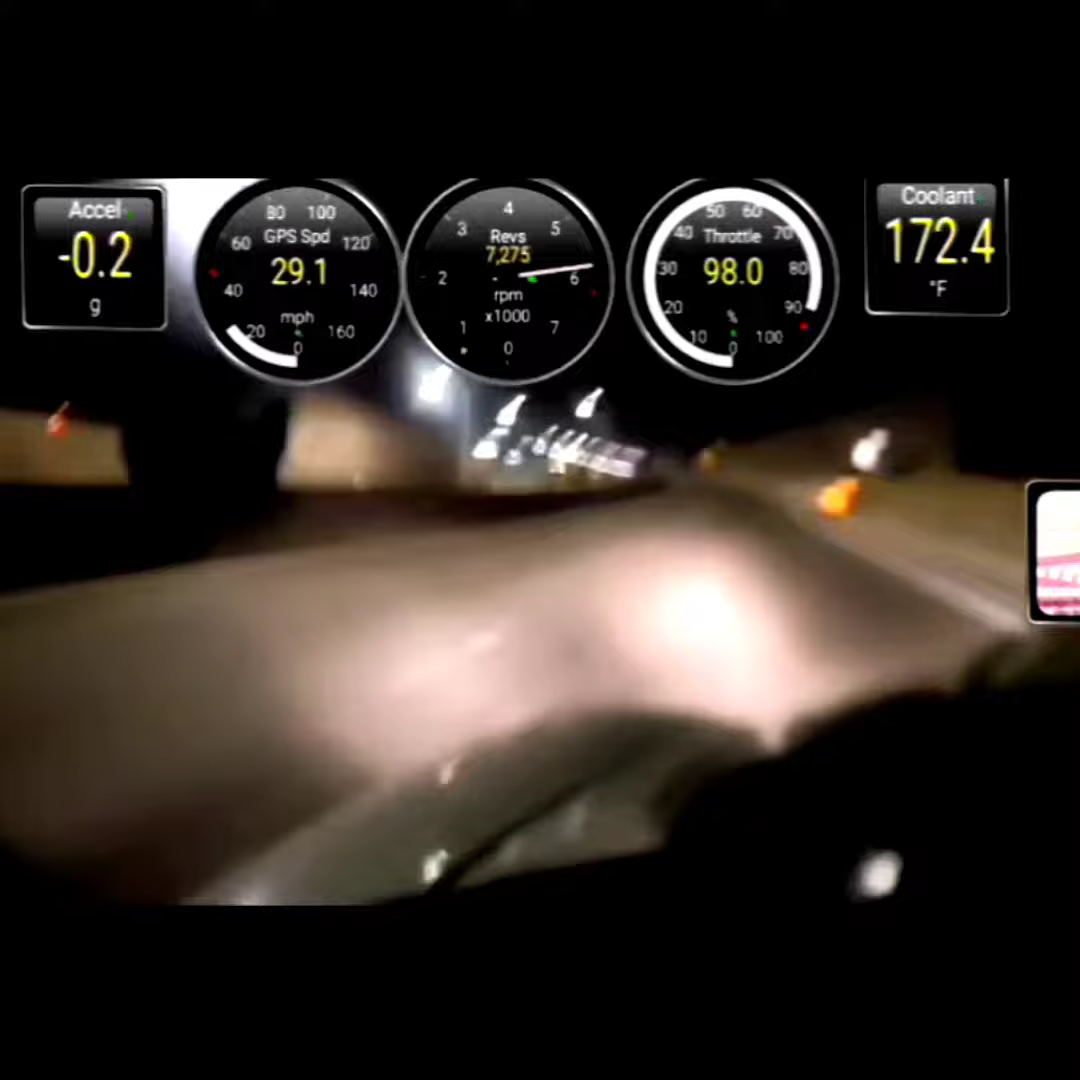 Accel
-0.2
g
80 100
60 GPS Spd 120
29.1
40 140
mph
20 160
0
4
3 5
Revs
7,275
2 6
rpm
x1000
1 7
0
50 60
40 Throttle 70
30 98.0 80
20 90
%
10 100
0
Coolant
172.4
°F